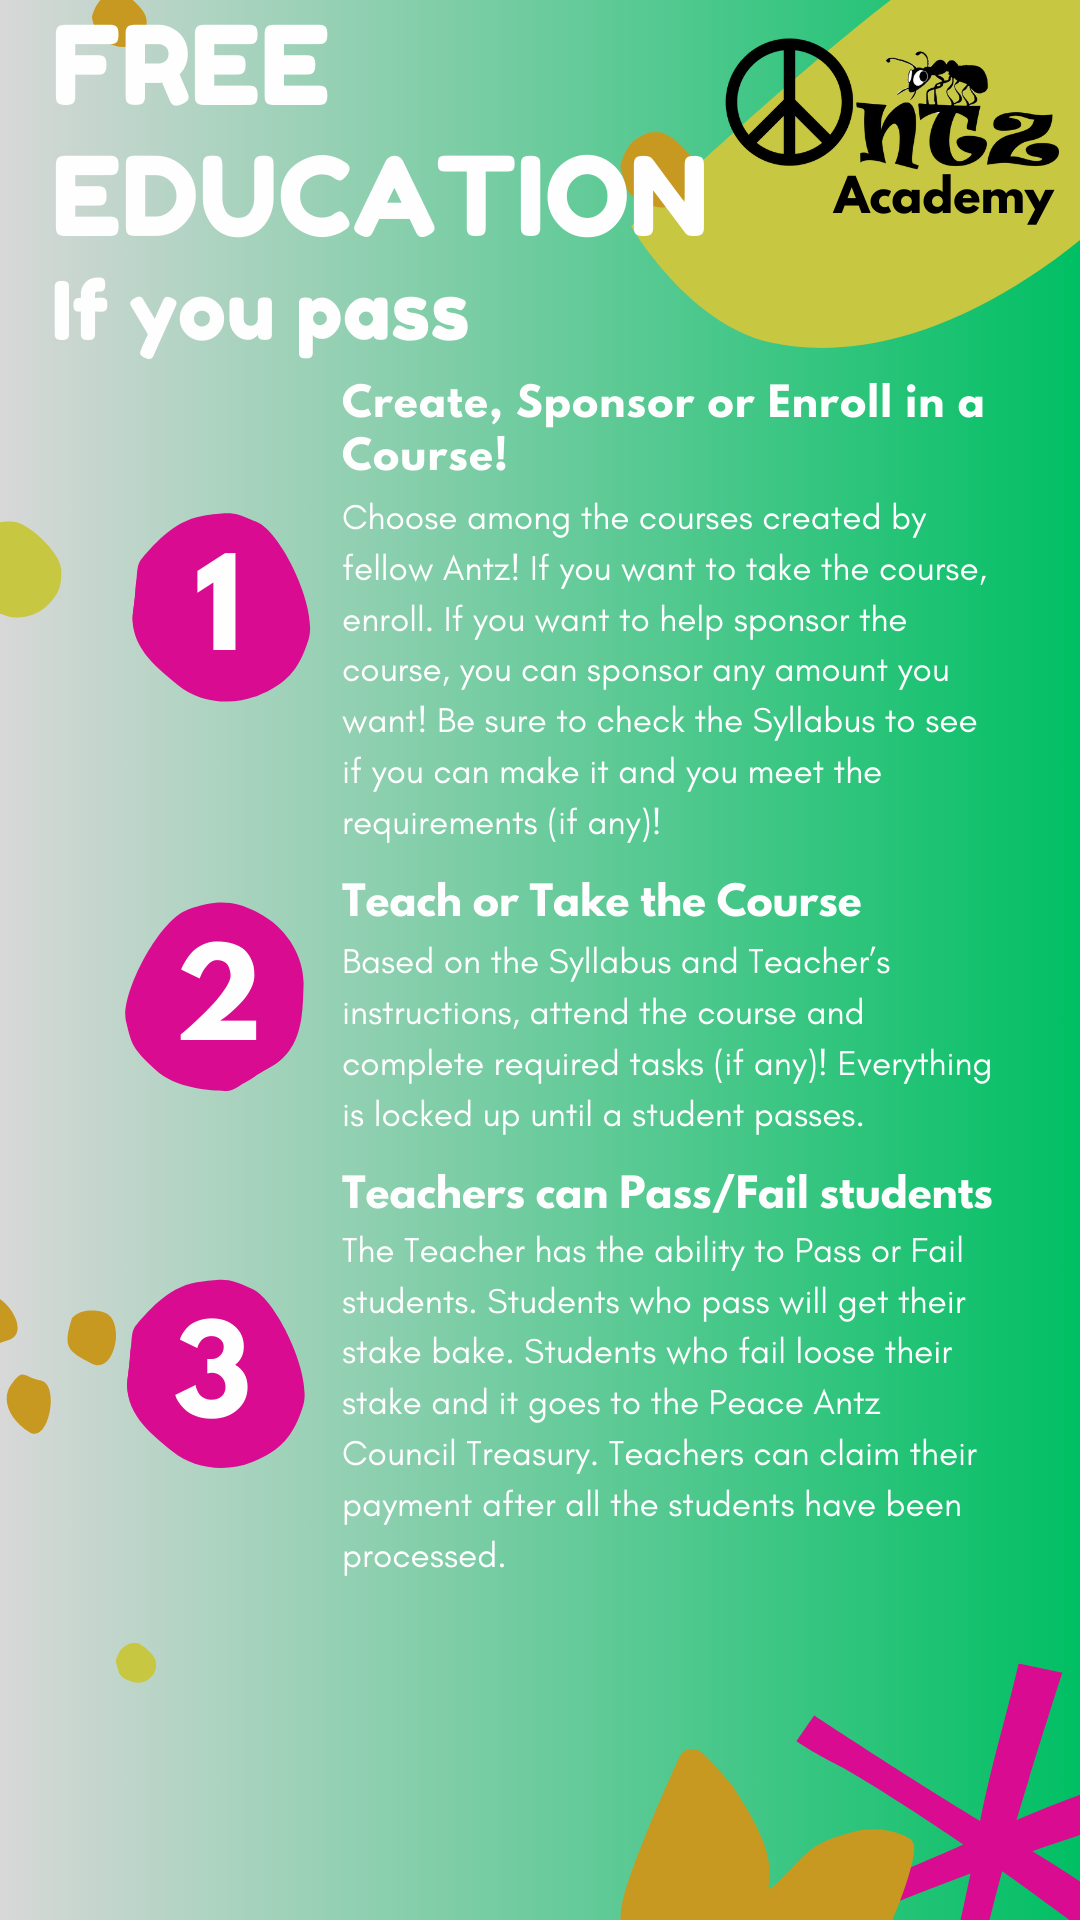 FREE
EDUCATION
If you pass
Antz
Academy
Create, Sponsor or Enroll in a
Course!
1
Choose among the courses created by
fellow Antz! If you want to take the course,
enroll. If you want to help sponsor the
course, you can sponsor any amount you
want! Be sure to check the Syllabus to see
if you can make it and you meet the
requirements (if any)!
Teach or Take the Course
2
Based on the Syllabus and Teacher’s
instructions, attend the course and
complete required tasks (if any)! Everything
is locked up until a student passes.
Teachers can Pass/Fail students
3
The Teacher has the ability to Pass or Fail
students. Students who pass will get their
stake bake. Students who fail loose their
stake and it goes to the Peace Antz
Council Treasury. Teachers can claim their
payment after all the students have been
processed.